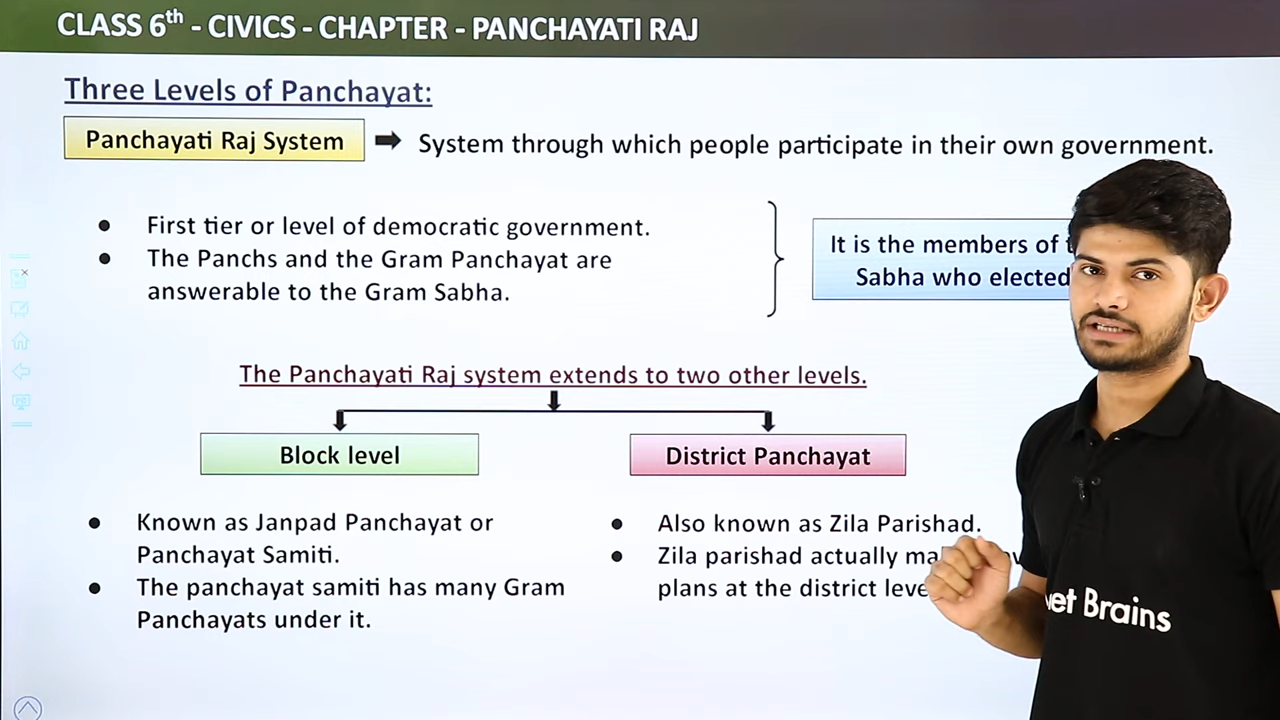 CLASS 6th - CIVICS - CHAPTER - PANCHAYATI RAJ
Three Levels of Panchayat:
Panchayati Raj System
System through which people participate in their own government.
● First tier or level of democratic government.
● The Panchs and the Gram Panchayat are
answerable to the Gram Sabha.
It is the members of
Sabha who elected
The Panchayati Raj system extends to two other levels.
Block level
● Known as Janpad Panchayat or
Panchayat Samiti.
● The panchayat samiti has many Gram
Panchayats under it.
District Panchayat
● Also known as Zila Parishad.
● Zila parishad actually
plans at the district
Brains